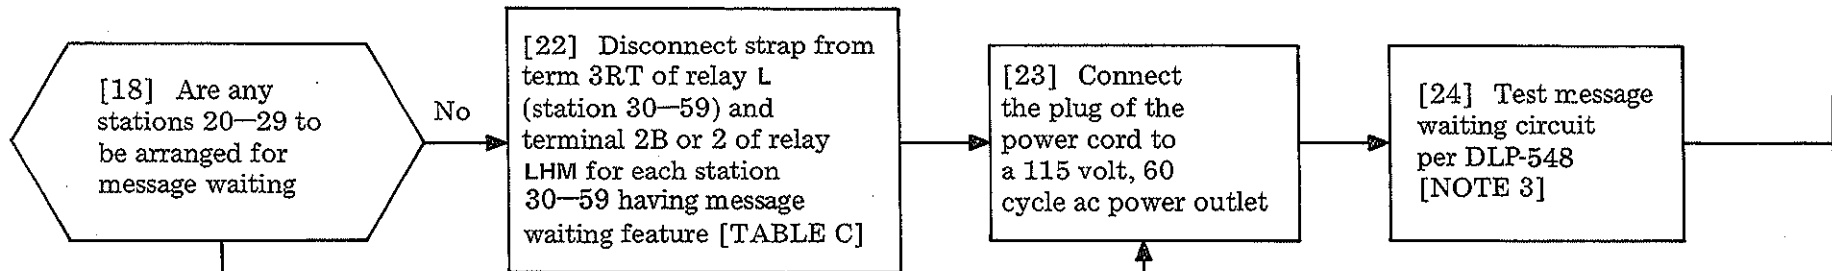 [18] Are any
stations 20—29 to
be arranged for
message waiting
No
[22] Disconnect strap from
term 3RT of relay L
(station 30—59) and
terminal 2B or 2 of relay
LHM for each station
30—59 having message
waiting feature [TABLE C]
[23] Connect
the plug of the
power cord to
a 115 volt, 60
cycle ac power outlet
[24] Test message
waiting circuit
per DLP-548
[NOTE 3]